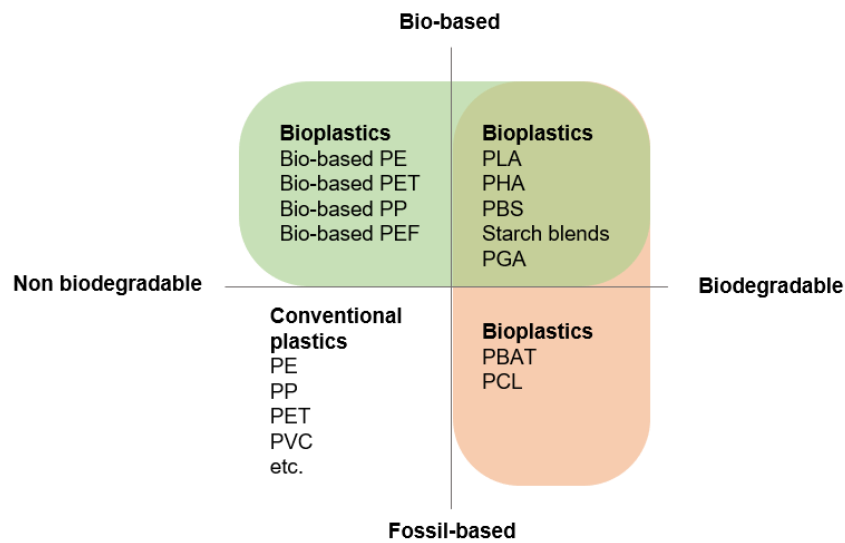 Bio-based
Bioplastics
Bio-based PE
Bio-based PET
Bio-based PP
Bio-based PEF
Bioplastics
PLA
PHA
PBS
Starch blends
PGA
Non biodegradable
Biodegradable
Conventional
plastics
PE
PP
PET
PVC
etc.
Bioplastics
PBAT
PCL
Fossil-based